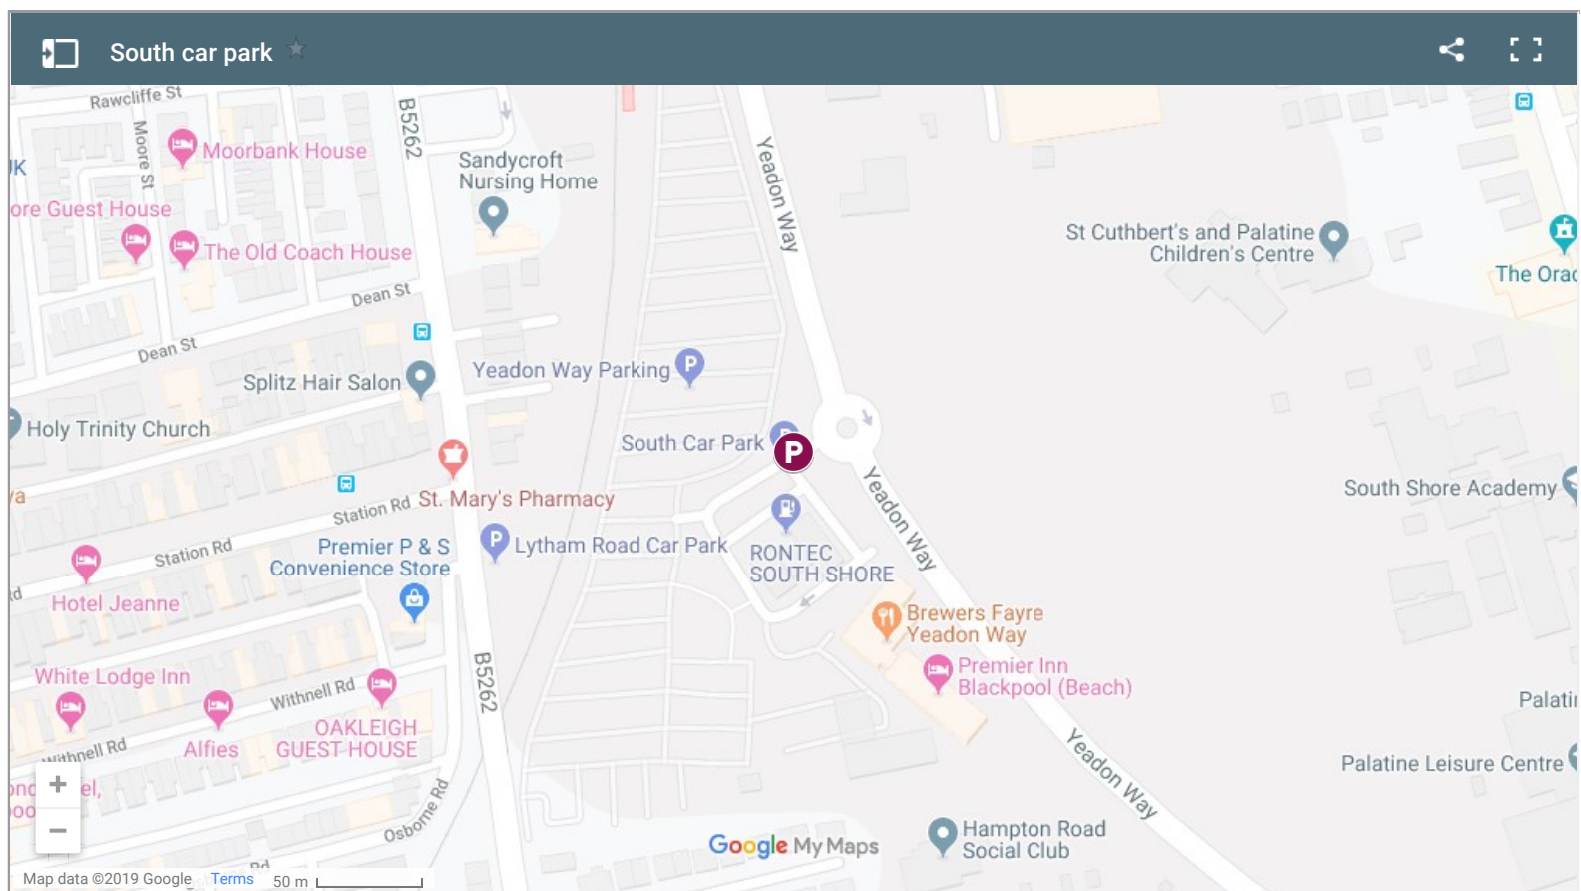 South car park
Rawcliffe St
B5262
Moore St
Moorbank House
Sandycroft
Nursing Home
Yeadon Way
ore Guest House
The Old Coach House
St Cuthbert's and Palatine
Children's Centre
The Orac
Dean St
Dean St
Yeadon Way Parking
P
Splitz Hair Salon
Holy Trinity Church
South Car Park
P
Yeadon Way
South Shore Academy
Station Rd
St. Mary's Pharmacy
Station Rd
Premier P & S
Convenience Store
P
Lytham Road Car Park
RONTEC
SOUTH SHORE
Hotel Jeanne
Brewers Fayre
Yeadon Way
Premier Inn
Blackpool (Beach)
White Lodge Inn
Withnell Rd
B5262
Palati
OAKLEIGH
GUEST HOUSE
Alfies
Withnell Rd
Yeadon Way
Palatine Leisure Centre
Osborne Rd
Hampton Road
Social Club
Google My Maps
Map data ©2019 Google
Terms
50 m